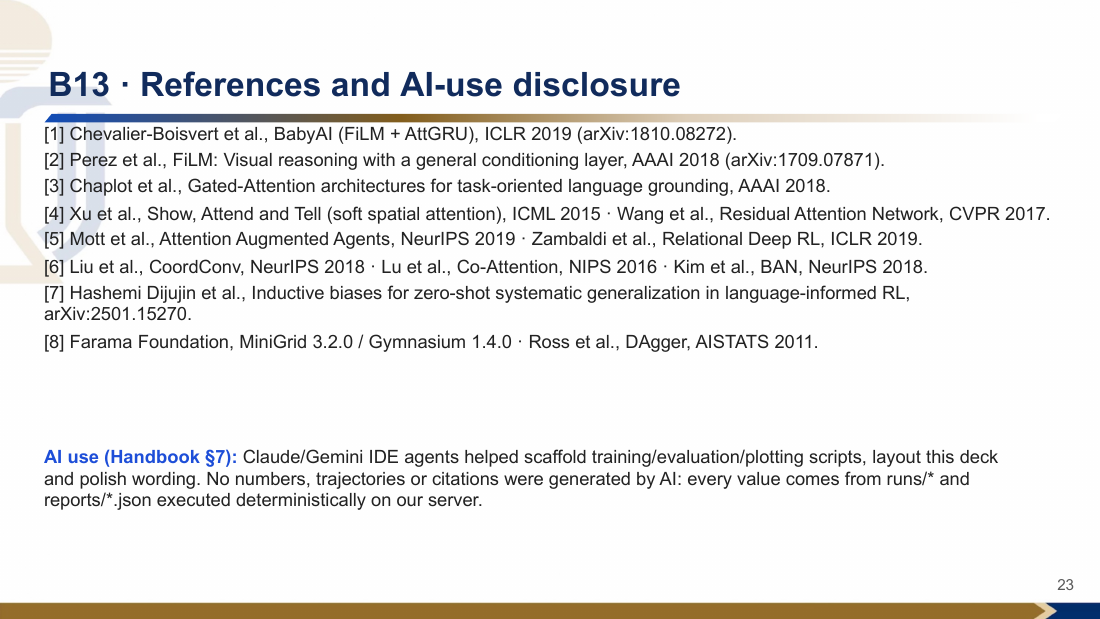 B13 · References and AI-use disclosure
[1] Chevalier-Boisvert et al., BabyAI (FiLM + AttGRU), ICLR 2019 (arXiv:1810.08272).
[2] Perez et al., FiLM: Visual reasoning with a general conditioning layer, AAAI 2018 (arXiv:1709.07871).
[3] Chaplot et al., Gated-Attention architectures for task-oriented language grounding, AAAI 2018.
[4] Xu et al., Show, Attend and Tell (soft spatial attention), ICML 2015 · Wang et al., Residual Attention Network, CVPR 2017.
[5] Mott et al., Attention Augmented Agents, NeurIPS 2019 · Zambaldi et al., Relational Deep RL, ICLR 2019.
[6] Liu et al., CoordConv, NeurIPS 2018 · Lu et al., Co-Attention, NIPS 2016 · Kim et al., BAN, NeurIPS 2018.
[7] Hashemi Dijujin et al., Inductive biases for zero-shot systematic generalization in language-informed RL,
arXiv:2501.15270.
[8] Farama Foundation, MiniGrid 3.2.0 / Gymnasium 1.4.0 · Ross et al., DAgger, AISTATS 2011.
AI use (Handbook §7): Claude/Gemini IDE agents helped scaffold training/evaluation/plotting scripts, layout this deck
and polish wording. No numbers, trajectories or citations were generated by AI: every value comes from runs/* and
reports/*.json executed deterministically on our server.
23